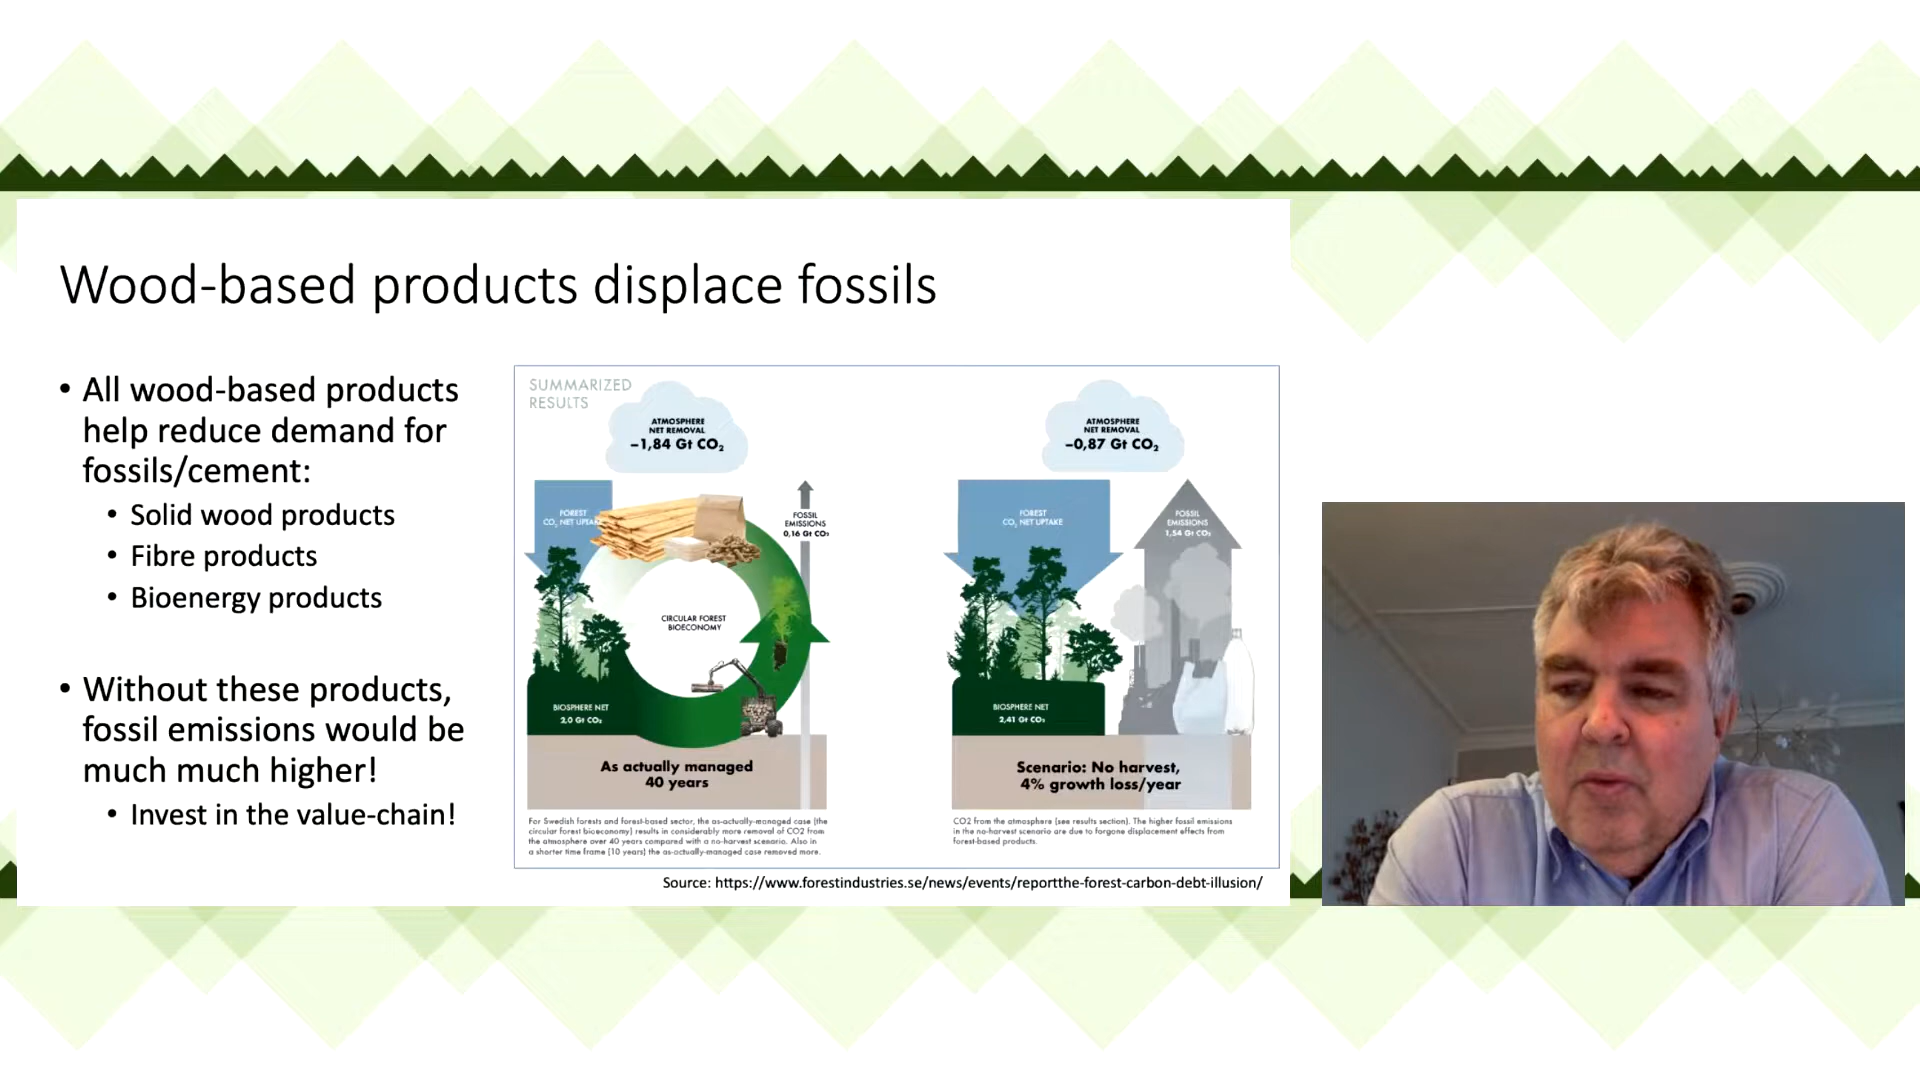 Wood-based products displace fossils
• All wood-based products
help reduce demand for
fossils/cement:
• Solid wood products
• Fibre products
• Bioenergy products
• Without these products,
fossil emissions would be
much much higher!
• Invest in the value-chain!
SUMMARIZED
RESULTS
ATMOSPHERE
NET REMOVAL
–1,84 Gt CO₂
FOREST
CO₂ NET UPTAK
FOSSIL
EMISSIONS
0,16 Gt CO₂
CIRCULAR FOREST
BIOECONOMY
BIOSPHERE NET
2,0 Gt CO₂
As actually managed
40 years
For Swedish forests and forest-based sector, the as-actually-managed case (the
circular forest bioeconomy) results in considerably more removal of CO2 from
the atmosphere over 40 years compared with a no-harvest scenario. Also in
a shorter time frame (10 years) the as-actually-managed case removed more.
ATMOSPHERE
NET REMOVAL
–0,87 Gt CO₂
FOREST
CO₂ NET UPTAKE
FOSSIL
EMISSIONS
1,54 Gt CO₂
BIOSPHERE NET
2,41 Gt CO₂
Scenario: No harvest,
4% growth loss/year
CO2 from the atmosphere (see results section). The higher fossil emissions
in the no-harvest scenario are due to forgone displacement effects from
forest-based products.
Source: https://www.forestindustries.se/news/events/reportthe-forest-carbon-debt-illusion/